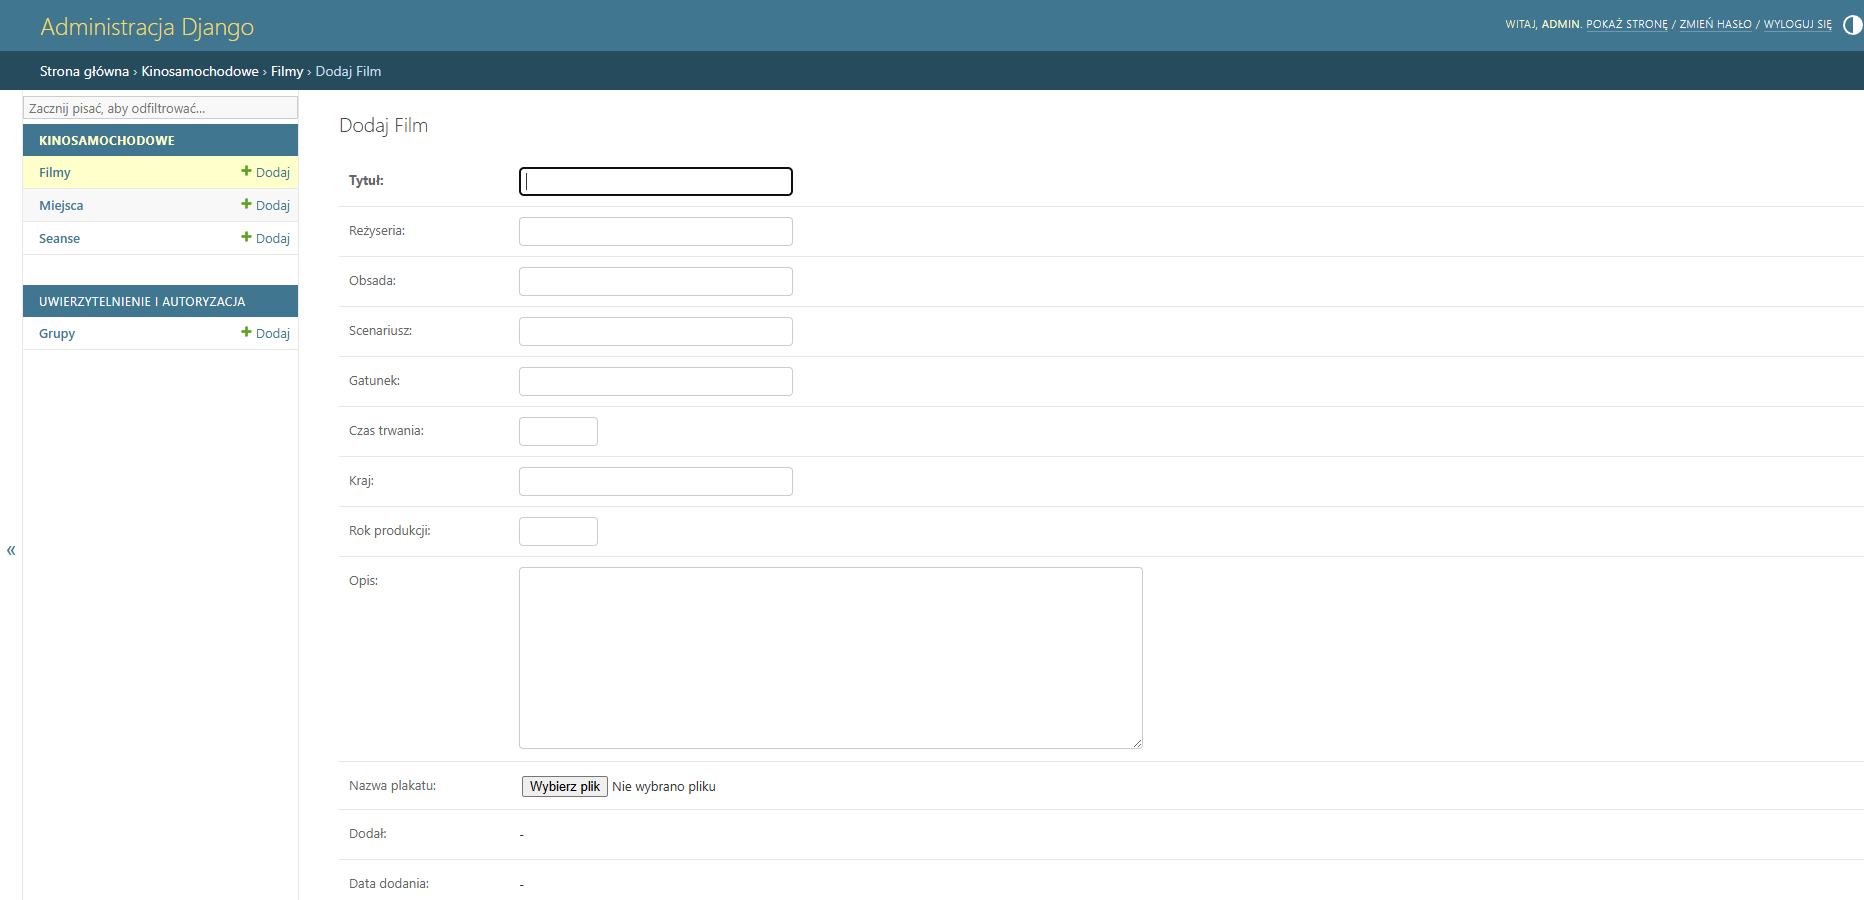 Administracja Django
WITAJ, ADMIN. POKAŻ STRONĘ / ZMIEŃ HASŁO / WYLOGUJ SIĘ
Strona główna › Kinosamochodowe › Filmy › Dodaj Film
Zacznij pisać, aby odfiltrować...
KINOSAMOCHODOWE
Filmy + Dodaj
Miejsca + Dodaj
Seanse + Dodaj
UWIERZYTELNIENIE I AUTORYZACJA
Grupy + Dodaj
«
Dodaj Film
Tytuł:
Reżyseria:
Obsada:
Scenariusz:
Gatunek:
Czas trwania:
Kraj:
Rok produkcji:
Opis:
Nazwa plakatu: Wybierz plik Nie wybrano pliku
Dodał: -
Data dodania: -